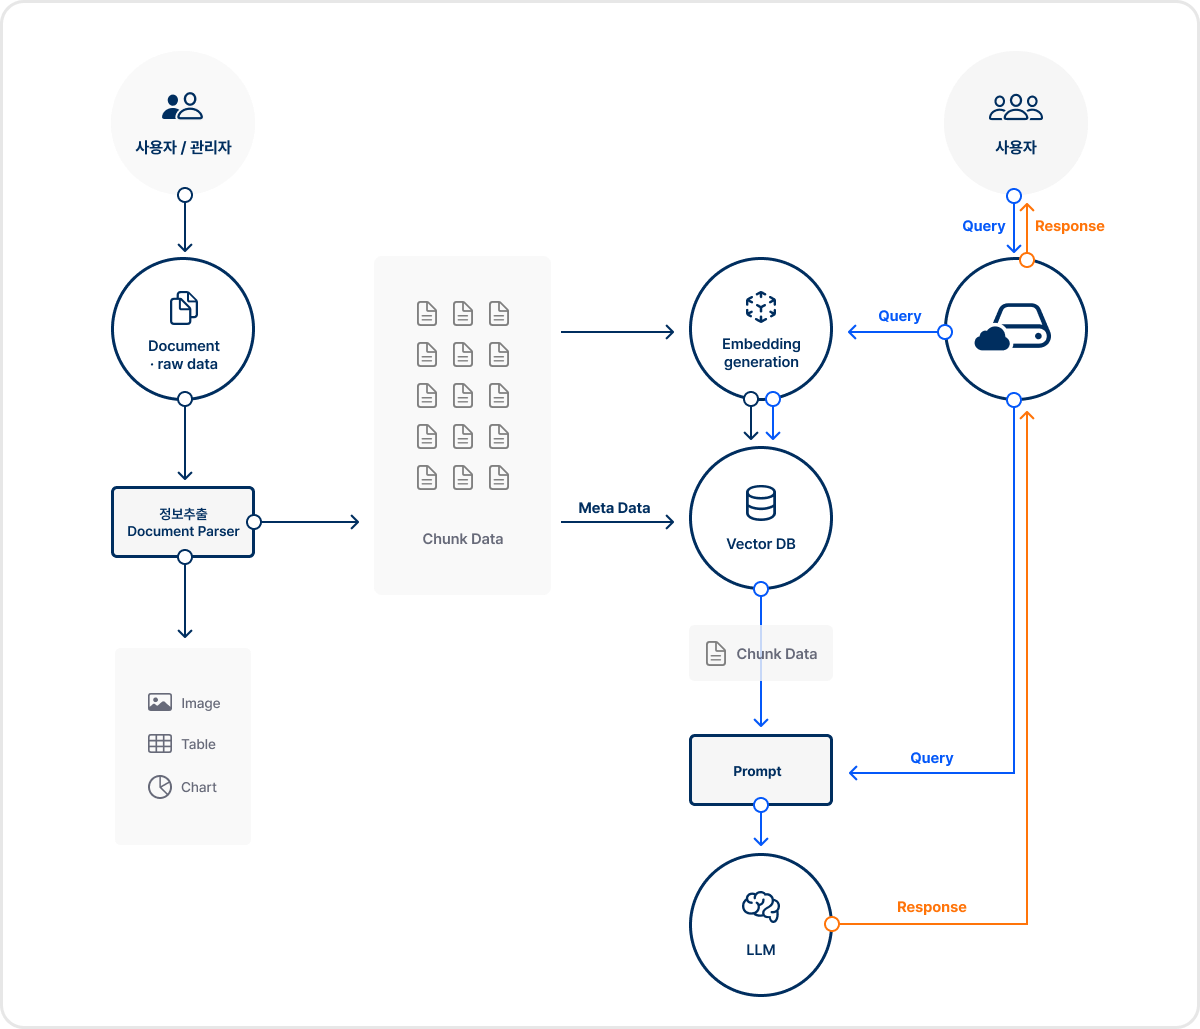 사용자 / 관리자
사용자
Query
Response
Document
· raw data
Embedding
generation
Query
정보추출
Document Parser
Chunk Data
Meta Data
Vector DB
Chunk Data
Image
Table
Chart
Prompt
Query
Response
LLM